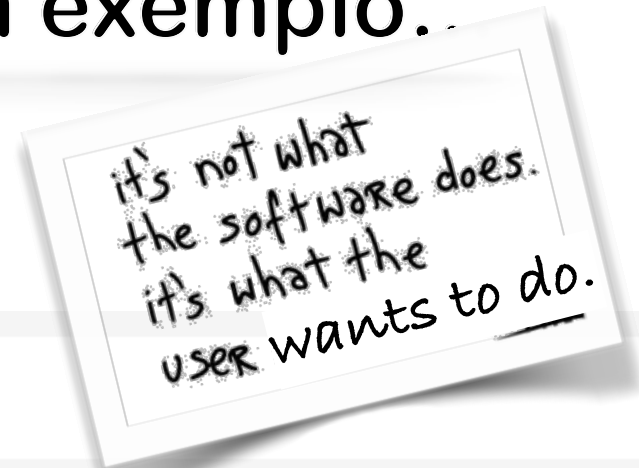 exemplo..
it's not what
the software does.
it's what the
user wants to do.